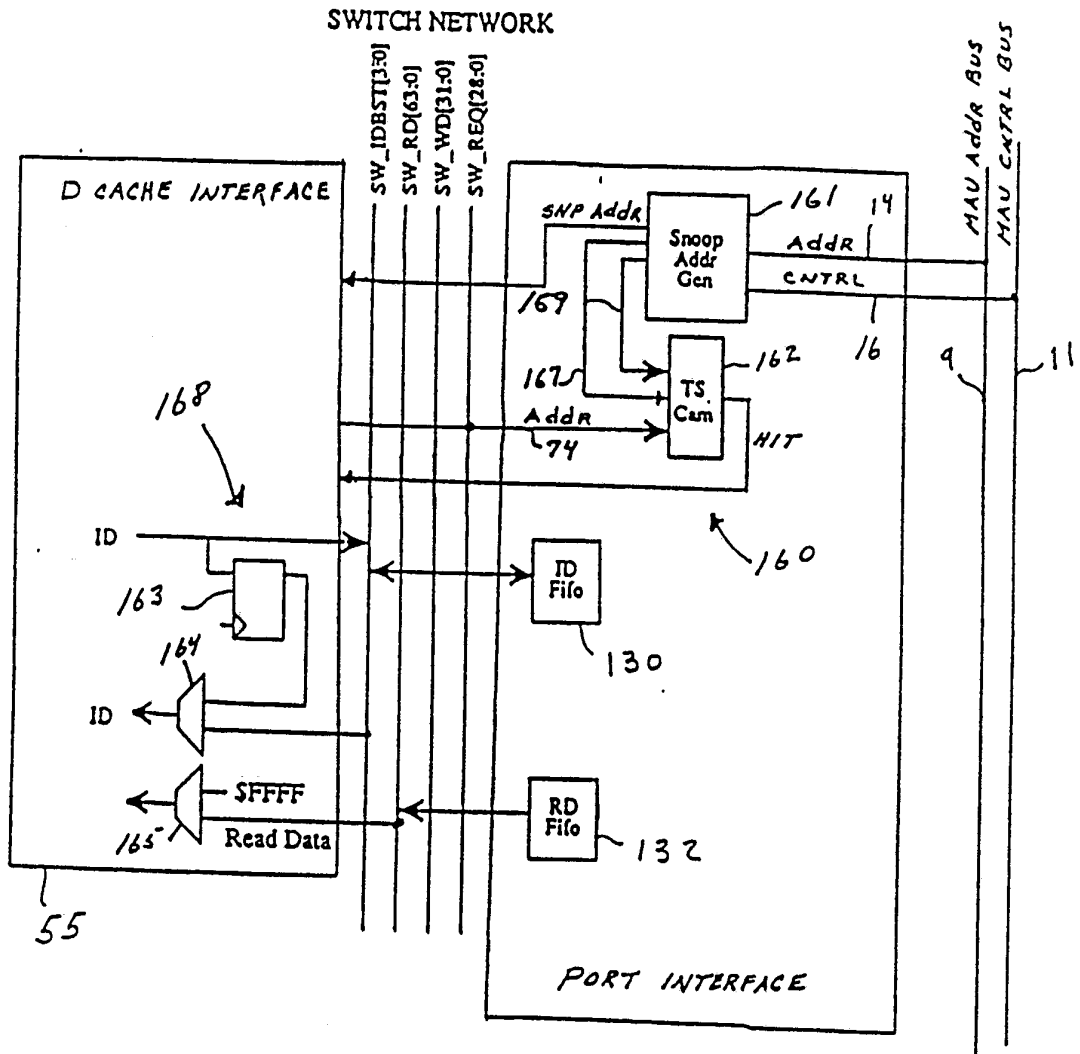 SWITCH NETWORK
SW_IDBST[3:0]
SW_RD[63:0]
SW_WD[31:0]
SW_REQ[28:0]
MAU Addr BUS
MAU CNTRL BUS
D CACHE INTERFACE
SNP AddR
Snoop
Addr
Gen
161
AddR
14
CNTRL
16
169
167
TS
Cam
162
9
11
168
AddR
74
HIT
160
ID
163
ID
Fifo
130
164
ID
$FFFF
165
Read Data
RD
Fifo
132
55
PORT INTERFACE